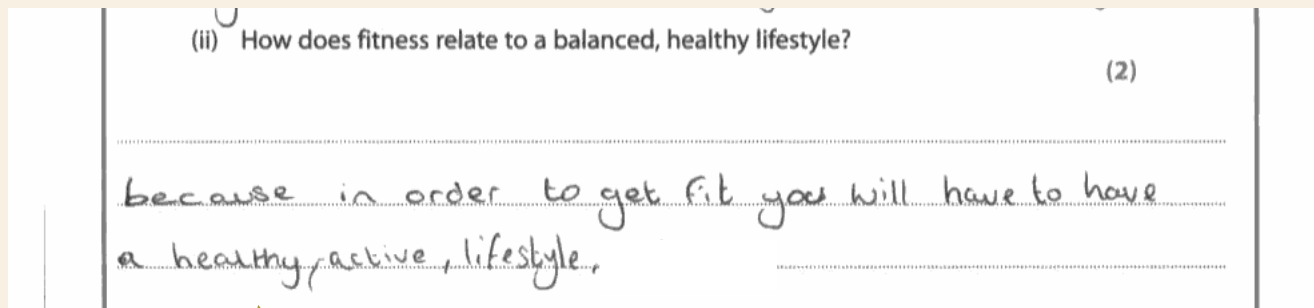 (ii) How does fitness relate to a balanced, healthy lifestyle?
(2)
because in order to get fit you will have to have
a healthy, active, lifestyle.